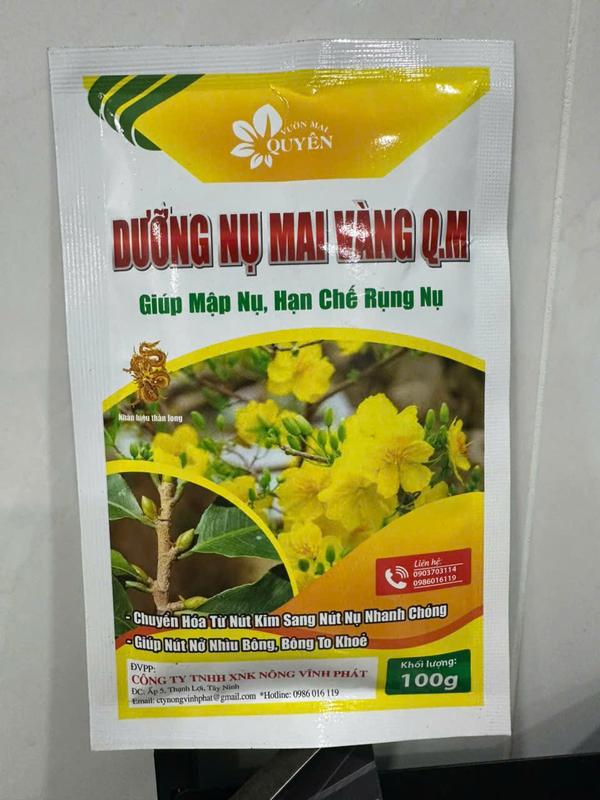 VƯỜN MAI
QUYÊN
DƯỠNG NỤ MAI VÀNG Q.M
Giúp Mập Nụ, Hạn Chế Rụng Nụ
Nhãn hiệu thần long
Liên hệ:
0903703114
0986016119
- Chuyển Hóa Từ Nút Kim Sang Nút Nụ Nhanh Chóng
- Giúp Nút Nở Nhìu Bông, Bông To Khoẻ
ĐVPP:
CÔNG TY TNHH XNK NÔNG VĨNH PHÁT
ĐC: Ấp 5, Thạnh Lợi, Tây Ninh
Email: ctynongvinhphat@gmail.com *Hotline: 0986 016 119
Khối lượng:
100g